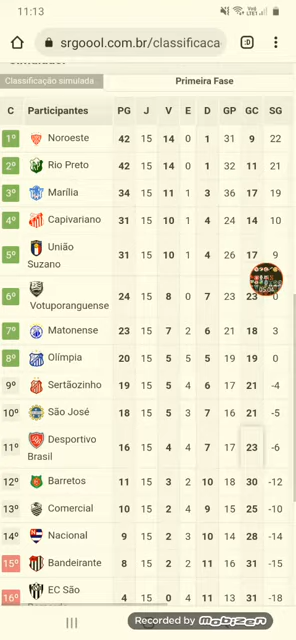 11:13
srgoool.com.br/classificaca :D
Classificação simulada Primeira Fase
C Participantes PG J V E D GP GC SG
1º Noroeste 42 15 14 0 1 31 9 22
2º Rio Preto 42 15 14 0 1 32 11 21
3º Marília 34 15 11 1 3 36 17 19
4º Capivariano 31 15 10 1 4 24 14 10
5º União Suzano 31 15 10 1 4 26 17 9
6º Votuporanguense 24 15 8 0 7 23 23 0
7º Matonense 23 15 7 2 6 21 18 3
8º Olímpia 20 15 5 5 5 19 19 0
9º Sertãozinho 19 15 5 4 6 17 21 -4
10º São José 18 15 5 3 7 16 21 -5
11º Desportivo Brasil 16 15 4 4 7 17 23 -6
12º Barretos 11 15 3 2 10 18 30 -12
13º Comercial 10 15 2 4 9 15 25 -10
14º Nacional 9 15 2 3 10 14 28 -14
15º Bandeirante 8 15 2 2 11 16 31 -15
16º EC São 4 15 0 4 11 13 31 -18
Recorded by Mobizen